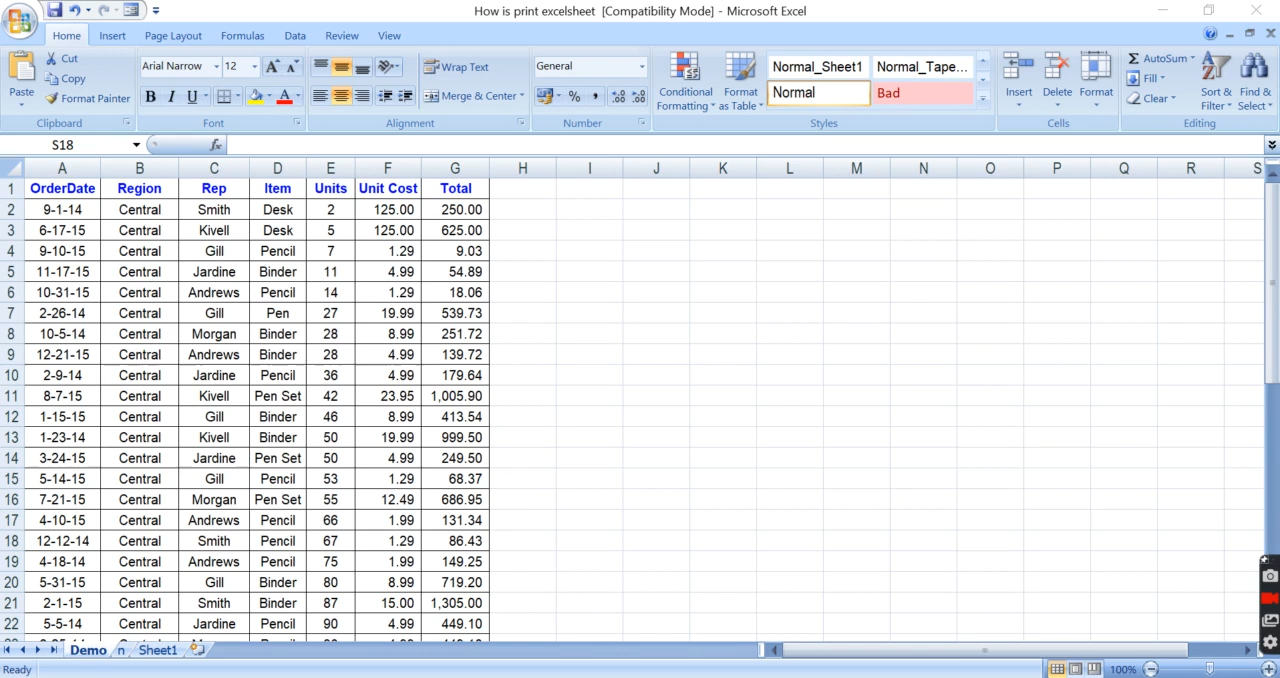 How is print excelsheet [Compatibility Mode] - Microsoft Excel
Home Insert Page Layout Formulas Data Review View
Paste Cut Copy Format Painter Clipboard
Arial Narrow 12 B I U A A A Font
Wrap Text Merge & Center Alignment
General % , .0 .00 .00 .0 Number
Conditional Formatting Format as Table Normal_Sheet1 Normal_Tape... Normal Bad Styles
Insert Delete Format Cells
Σ AutoSum Fill Clear Sort & Filter Find & Select Editing
S18 fx
A B C D E F G H I J K L M N O P Q R S
1 OrderDate Region Rep Item Units Unit Cost Total
2 9-1-14 Central Smith Desk 2 125.00 250.00
3 6-17-15 Central Kivell Desk 5 125.00 625.00
4 9-10-15 Central Gill Pencil 7 1.29 9.03
5 11-17-15 Central Jardine Binder 11 4.99 54.89
6 10-31-15 Central Andrews Pencil 14 1.29 18.06
7 2-26-14 Central Gill Pen 27 19.99 539.73
8 10-5-14 Central Morgan Binder 28 8.99 251.72
9 12-21-15 Central Andrews Binder 28 4.99 139.72
10 2-9-14 Central Jardine Pencil 36 4.99 179.64
11 8-7-15 Central Kivell Pen Set 42 23.95 1,005.90
12 1-15-15 Central Gill Binder 46 8.99 413.54
13 1-23-14 Central Kivell Binder 50 19.99 999.50
14 3-24-15 Central Jardine Pen Set 50 4.99 249.50
15 5-14-15 Central Gill Pencil 53 1.29 68.37
16 7-21-15 Central Morgan Pen Set 55 12.49 686.95
17 4-10-15 Central Andrews Pencil 66 1.99 131.34
18 12-12-14 Central Smith Pencil 67 1.29 86.43
19 4-18-14 Central Andrews Pencil 75 1.99 149.25
20 5-31-15 Central Gill Binder 80 8.99 719.20
21 2-1-15 Central Smith Binder 87 15.00 1,305.00
22 5-5-14 Central Jardine Pencil 90 4.99 449.10
Demo n Sheet1
Ready 100%